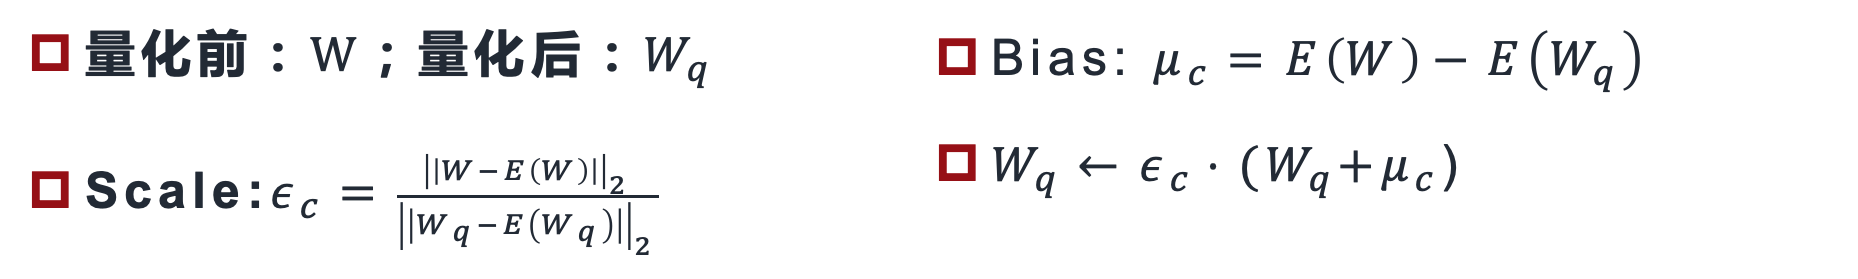 量化前：W；量化后：W_q
Scale: ϵ_c = ||W − E(W)||_2 / ||W_q − E(W_q)||_2
Bias: μ_c = E(W) − E(W_q)
W_q ← ϵ_c · (W_q + μ_c)